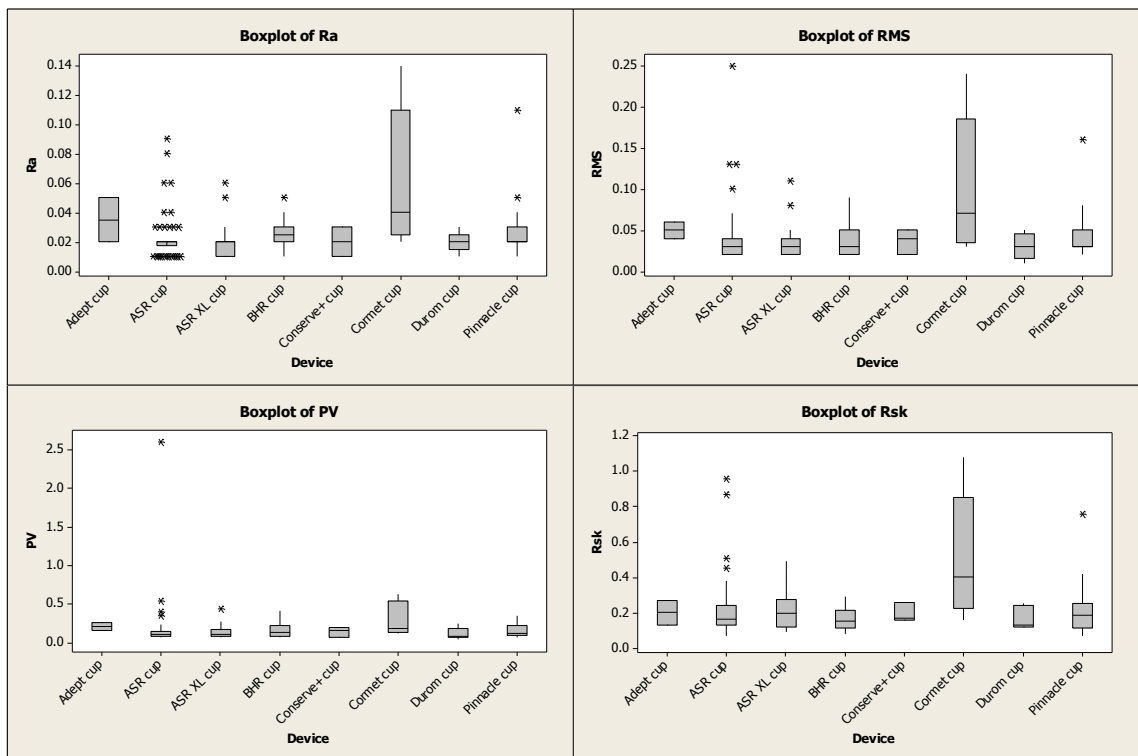 Boxplot of Ra
0.14
0.12
0.10
0.08
0.06
0.04
0.02
0.00
Ra
Adept cup
ASR cup
ASR XL cup
BHR cup
Conserve+ cup
Cormet cup
Durom cup
Pinnacle cup
Device
Boxplot of RMS
0.25
0.20
0.15
0.10
0.05
0.00
RMS
Adept cup
ASR cup
ASR XL cup
BHR cup
Conserve+ cup
Cormet cup
Durom cup
Pinnacle cup
Device
Boxplot of PV
2.5
2.0
1.5
1.0
0.5
0.0
PV
Adept cup
ASR cup
ASR XL cup
BHR cup
Conserve+ cup
Cormet cup
Durom cup
Pinnacle cup
Device
Boxplot of Rsk
1.2
1.0
0.8
0.6
0.4
0.2
0.0
Rsk
Adept cup
ASR cup
ASR XL cup
BHR cup
Conserve+ cup
Cormet cup
Durom cup
Pinnacle cup
Device